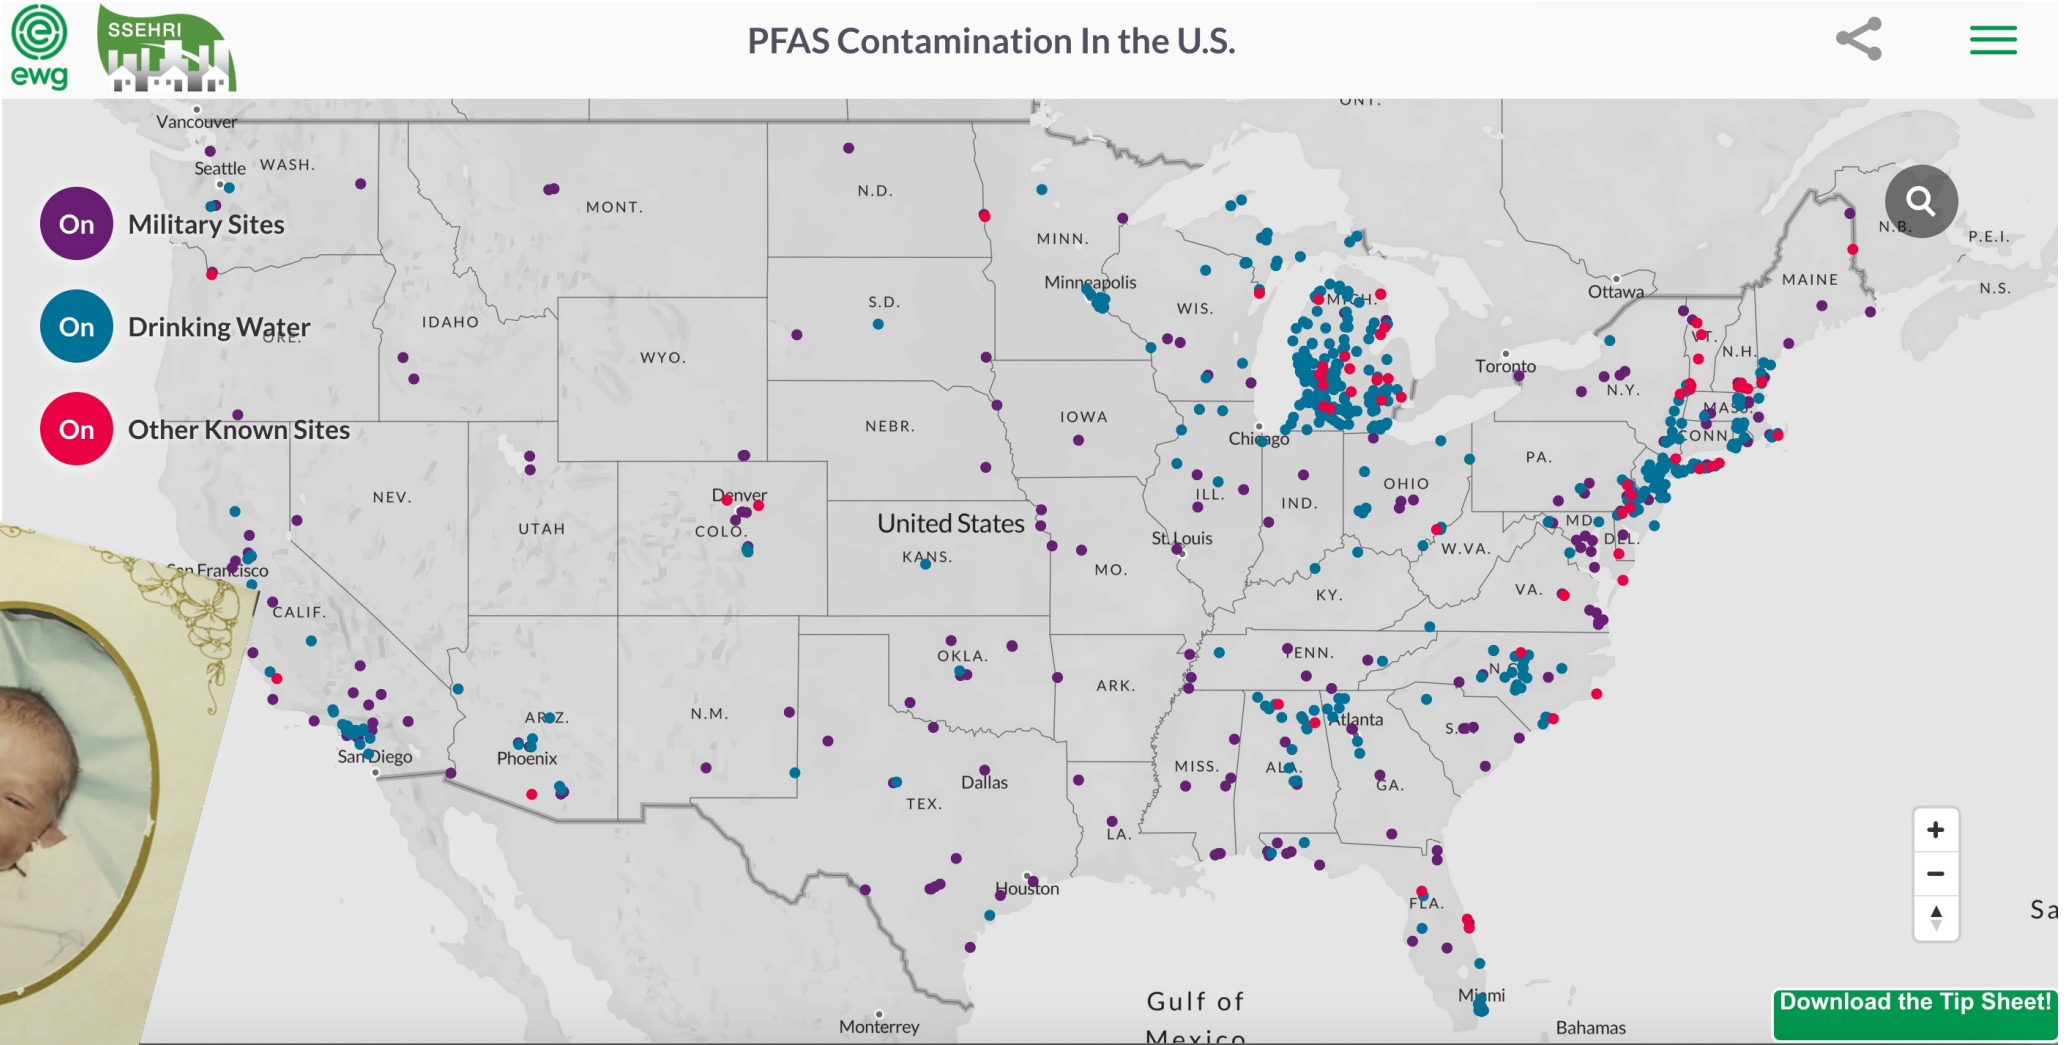 ewg
SSEHRI
PFAS Contamination In the U.S.
On Military Sites
On Drinking Water
On Other Known Sites
Vancouver
Seattle
WASH.
MONT.
N.D.
MINN.
Minneapolis
ONT.
Ottawa
N.B.
P.E.I.
N.S.
MAINE
ORE.
IDAHO
WYO.
S.D.
WIS.
MICH.
Toronto
N.Y.
VT.
N.H.
MASS.
CONN.
NEBR.
IOWA
Chicago
PA.
NEV.
UTAH
Denver
COLO.
United States
KANS.
MO.
St. Louis
ILL.
IND.
OHIO
W.VA.
MD.
DEL.
VA.
KY.
San Francisco
CALIF.
San Diego
ARIZ.
Phoenix
N.M.
OKLA.
ARK.
TENN.
N.C.
S.C.
Atlanta
GA.
ALA.
MISS.
LA.
Dallas
TEX.
Houston
FLA.
Miami
Gulf of
Mexico
Monterrey
Bahamas
Sa
+
−
Download the Tip Sheet!